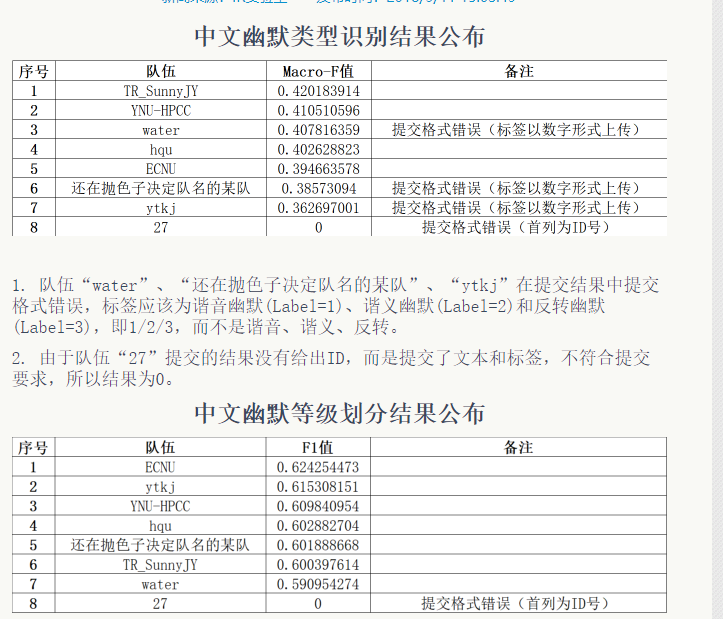 中文幽默类型识别结果公布
序号 队伍 Macro-F值 备注
1 TR_SunnyJY 0.420183914
2 YNU-HPCC 0.410510596
3 water 0.407816359 提交格式错误（标签以数字形式上传）
4 hqu 0.402628823
5 ECNU 0.394663578
6 还在抛色子决定队名的某队 0.38573094 提交格式错误（标签以数字形式上传）
7 ytkj 0.362697001 提交格式错误（标签以数字形式上传）
8 27 0 提交格式错误（首列为ID号）
1. 队伍“water”、“还在抛色子决定队名的某队”、“ytkj”在提交结果中提交
格式错误，标签应该为谐音幽默(Label=1)、谐义幽默(Label=2)和反转幽默
(Label=3)，即1/2/3，而不是谐音、谐义、反转。
2. 由于队伍“27”提交的结果没有给出ID，而是提交了文本和标签，不符合提交
要求，所以结果为0。
中文幽默等级划分结果公布
序号 队伍 F1值 备注
1 ECNU 0.624254473
2 ytkj 0.615308151
3 YNU-HPCC 0.609840954
4 hqu 0.602882704
5 还在抛色子决定队名的某队 0.601888668
6 TR_SunnyJY 0.600397614
7 water 0.590954274
8 27 0 提交格式错误（首列为ID号）